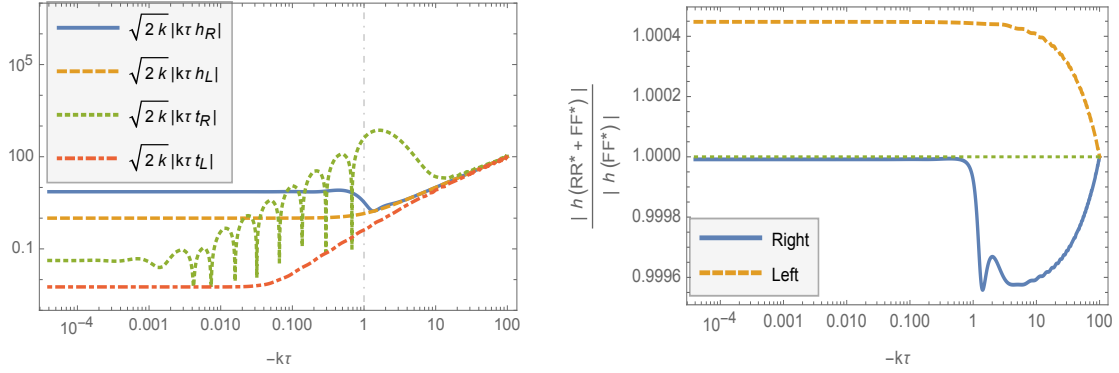 √2 k |kτ h_R|
√2 k |kτ h_L|
√2 k |kτ t_R|
√2 k |kτ t_L|
10^5
100
0.1
10^-4
0.001
0.010
0.100
1
10
100
-kτ
| h (RR* + FF*) |
| h (FF*) |
1.0004
1.0002
1.0000
0.9998
0.9996
Right
Left
10^-4
0.001
0.010
0.100
1
10
100
-kτ